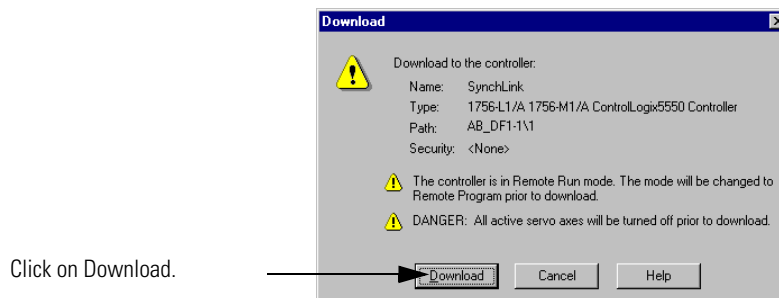 Download
Download to the controller:
Name: SynchLink
Type: 1756-L1/A 1756-M1/A ControlLogix5550 Controller
Path: AB_DF1-1\1
Security: <None>
The controller is in Remote Run mode. The mode will be changed to
Remote Program prior to download.
DANGER: All active servo axes will be turned off prior to download.
Click on Download.
Download Cancel Help